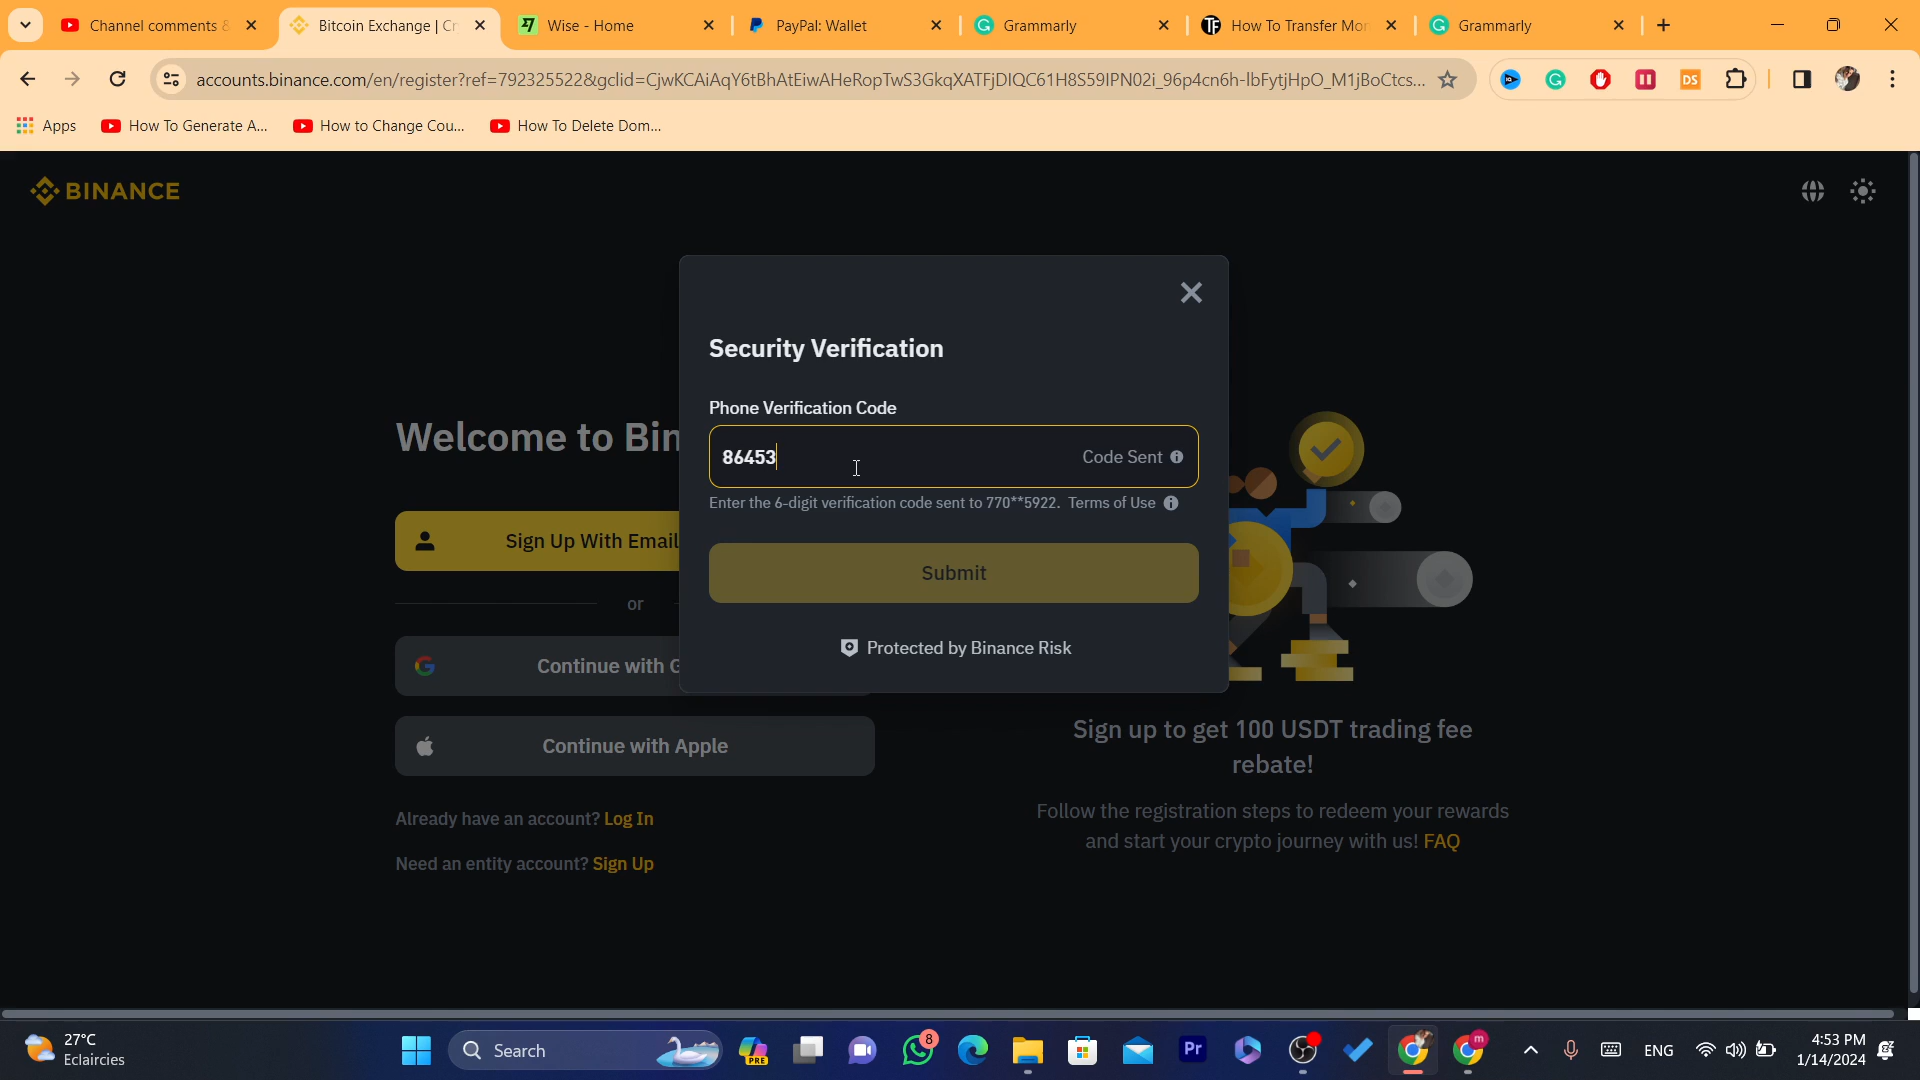 Channel comments &
Bitcoin Exchange | Cr
Wise - Home
PayPal: Wallet
Grammarly
How To Transfer Mon
Grammarly
accounts.binance.com/en/register?ref=792325522&gclid=CjwKCAiAqY6tBhAtEiwAHeRopTwS3GkqXATFjDIQC61H8S59IPN02i_96p4cn6h-lbFytjHpO_M1jBoCtcs...
Apps
How To Generate A...
How to Change Cou...
How To Delete Dom...
BINANCE
Security Verification
Phone Verification Code
86453
Code Sent
Enter the 6-digit verification code sent to 770**5922. Terms of Use
Submit
Protected by Binance Risk
Welcome to Bin
Sign Up With Email
or
Continue with G
Continue with Apple
Already have an account? Log In
Need an entity account? Sign Up
Sign up to get 100 USDT trading fee
rebate!
Follow the registration steps to redeem your rewards
and start your crypto journey with us! FAQ
27°C
Eclaircies
Search
PRE
8
Pr
m
ENG
4:53 PM
1/14/2024